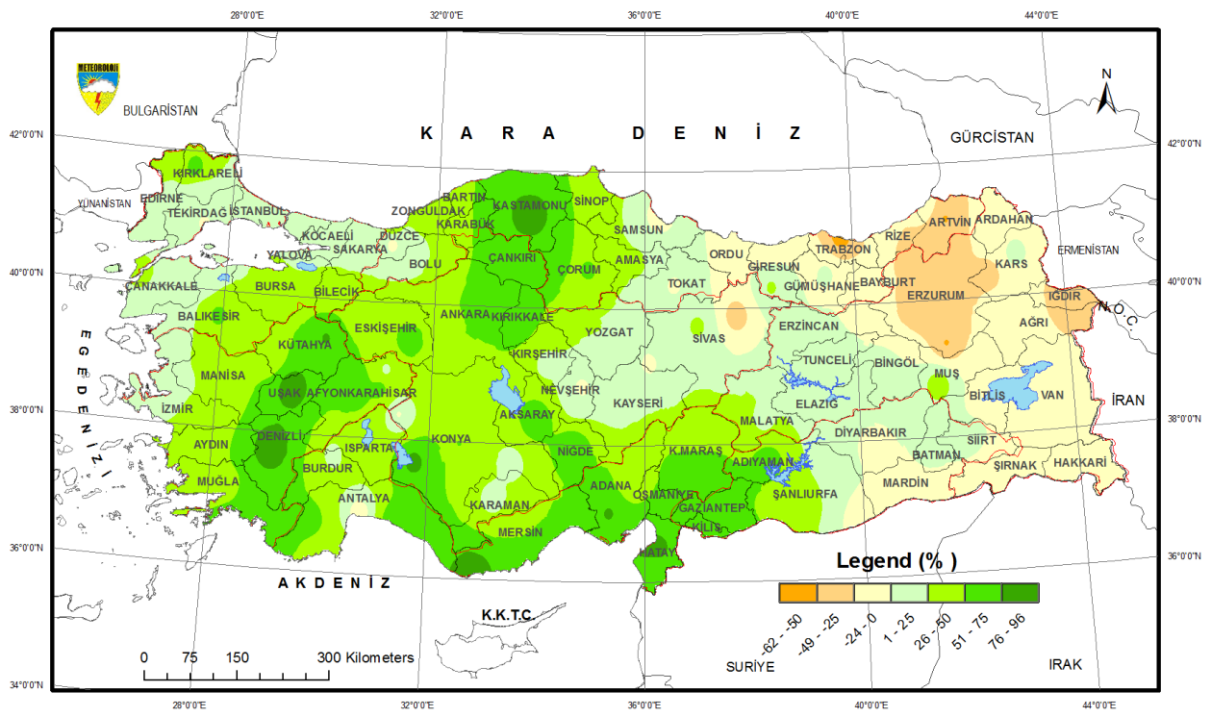 28°0'0"E 32°0'0"E 36°0'0"E 40°0'0"E 44°0'0"E
METEOROLOJİ
N
BULGARİSTAN
42°0'0"N
K A R A D E N İ Z
GÜRCİSTAN
42°0'0"N
KIRKLARELİ
EDİRNE
YUNANİSTAN
TEKİRDAĞ
İSTANBUL
KOCAELİ
YALOVA
SAKARYA
DÜZCE
ZONGULDAK
BARTIN
KARABÜK
KASTAMONU
SİNOP
SAMSUN
ORDU
GİRESUN
TRABZON
RİZE
ARTVİN
ARDAHAN
ERMENİSTAN
40°0'0"N
ÇANAKKALE
BURSA
BİLECİK
BOLU
ÇANKIRI
ÇORUM
AMASYA
TOKAT
GÜMÜŞHANE
BAYBURT
ERZURUM
KARS
IĞDIR
N.Ö.C.
40°0'0"N
BALIKESİR
KÜTAHYA
ESKİŞEHİR
ANKARA
KIRIKKALE
YOZGAT
SİVAS
ERZİNCAN
TUNCELİ
BİNGÖL
MUŞ
AĞRI
EGE DENİZİ
MANİSA
İZMİR
UŞAK
AFYONKARAHİSAR
KIRŞEHİR
NEVŞEHİR
AKSARAY
KAYSERİ
MALATYA
ELAZIĞ
BİTLİS
VAN
İRAN
38°0'0"N
AYDIN
DENİZLİ
ISPARTA
BURDUR
KONYA
NİĞDE
K.MARAŞ
ADIYAMAN
DİYARBAKIR
BATMAN
SİİRT
ŞIRNAK
HAKKARİ
38°0'0"N
MUĞLA
ANTALYA
KARAMAN
MERSİN
ADANA
OSMANİYE
GAZİANTEP
KİLİS
ŞANLIURFA
MARDİN
HATAY
36°0'0"N
A K D E N İ Z
Legend (% )
36°0'0"N
-62 - -50
-49 - -25
-24 - 0
1 - 25
26 - 50
51 - 75
76 - 96
K.K.T.C.
0 75 150 300 Kilometers
SURİYE
IRAK
34°0'0"N
34°0'0"N
28°0'0"E 32°0'0"E 36°0'0"E 40°0'0"E 44°0'0"E